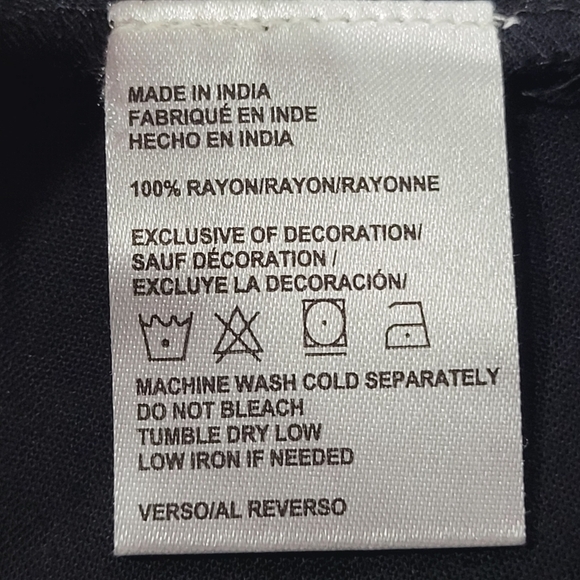 MADE IN INDIA
FABRIQUÉ EN INDE
HECHO EN INDIA
100% RAYON/RAYON/RAYONNE
EXCLUSIVE OF DECORATION/
SAUF DÉCORATION /
EXCLUYE LA DECORACIÓN/
MACHINE WASH COLD SEPARATELY
DO NOT BLEACH
TUMBLE DRY LOW
LOW IRON IF NEEDED
VERSO/AL REVERSO